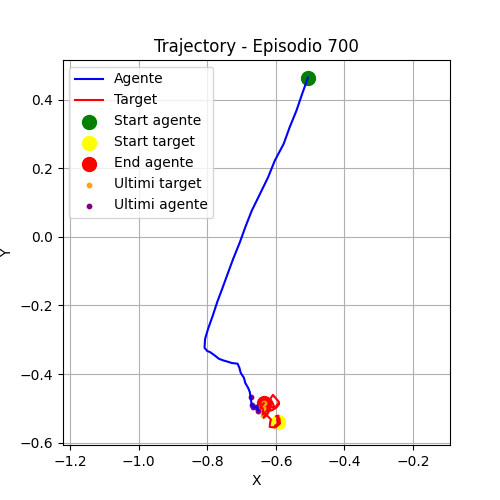 Trajectory - Episodio 700
Agente
Target
Start agente
Start target
End agente
Ultimi target
Ultimi agente
0.4
0.2
0.0
−0.2
−0.4
−0.6
Y
−1.2 −1.0 −0.8 −0.6 −0.4 −0.2
X